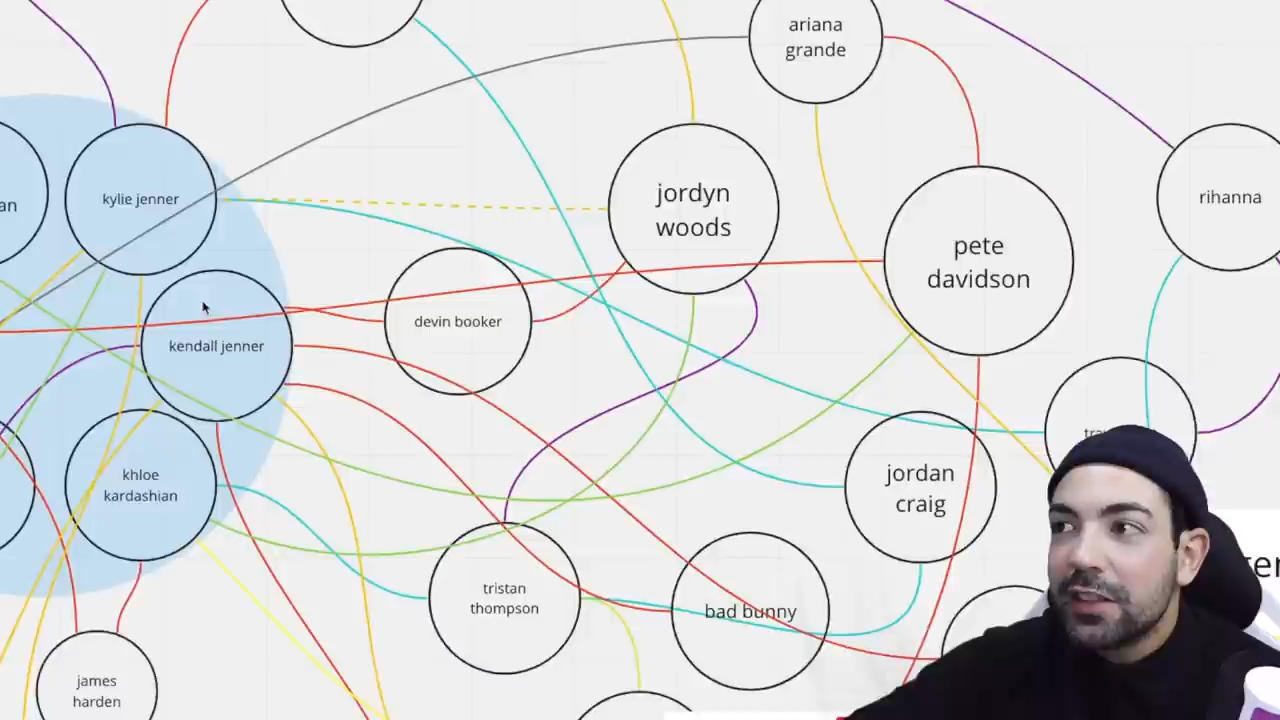 ariana
grande
kylie jenner
an
jordyn
woods
rihanna
pete
davidson
devin booker
kendall jenner
khloe
kardashian
jordan
craig
tristan
thompson
bad bunny
james
harden